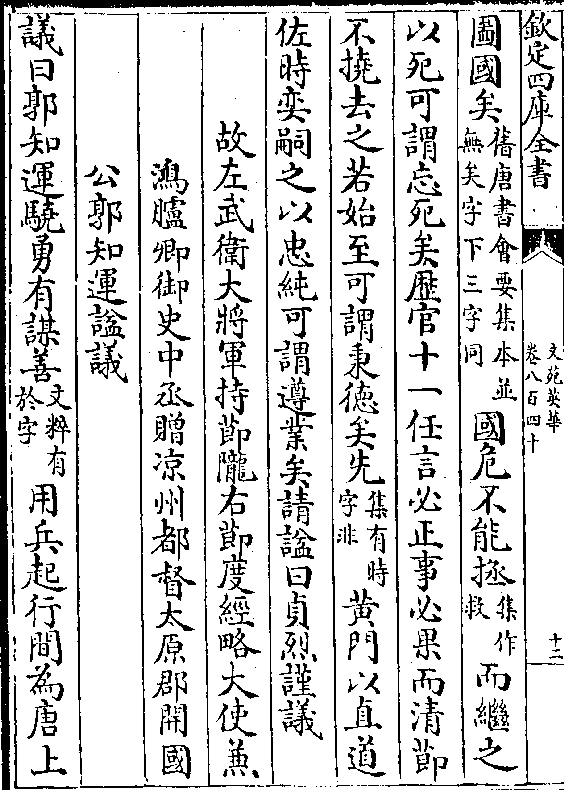 欽定四庫全書
文苑英華
卷八百四十
十二
圖國矣舊唐書會要集本並無矣字下三字同國危不能拯集作救而繼之
以死可謂忘死矣歷官十一任言必正事必果而清節
不撓去之若始至可謂秉德矣先集有時字非黄門以直道
佐時奕嗣之以忠純可謂遵業矣請諡曰貞烈謹議
故左武衛大將軍持節隴右節度經略大使兼
鴻臚卿御史中丞贈凉州都督太原郡開國
公郭知運諡議
議曰郭知運驍勇有謀善文粹有於字用兵起行間為唐上